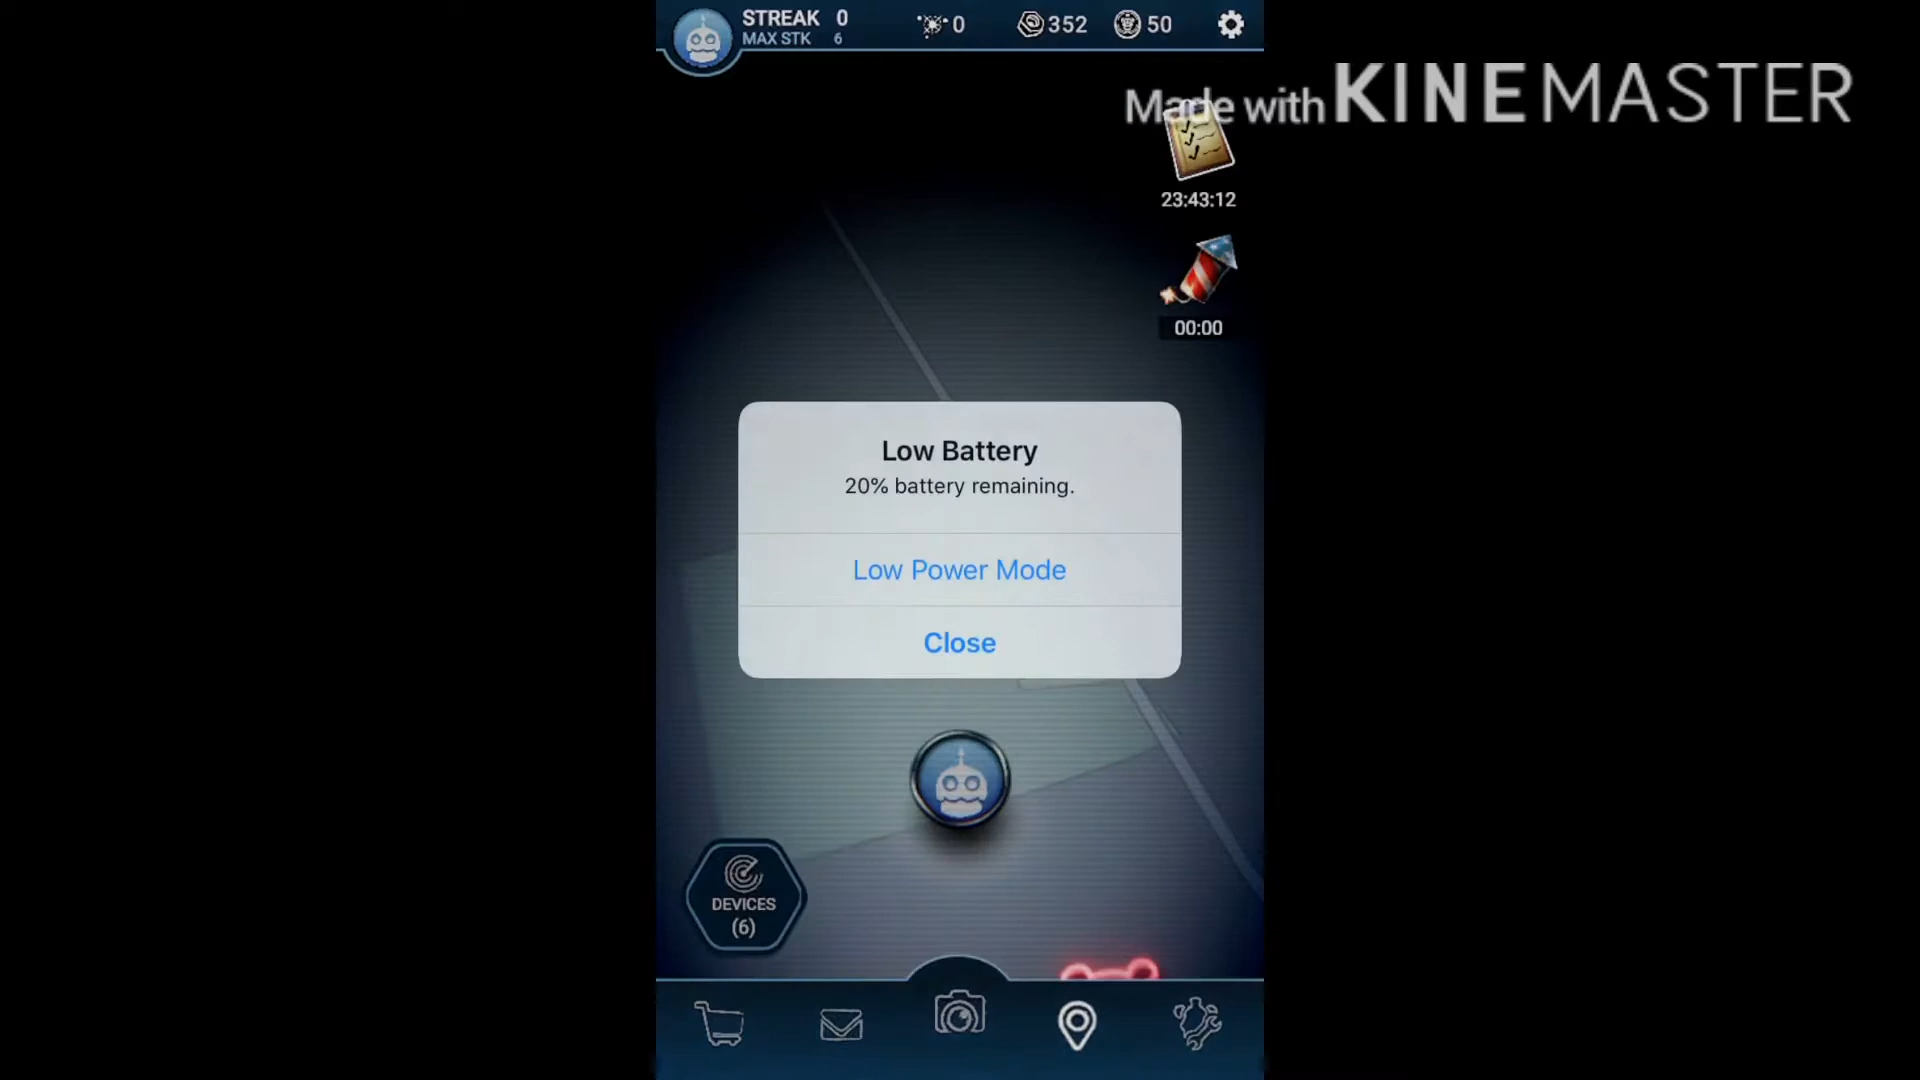 STREAK 0
MAX STK 6
0
352
50
Made with KINEMASTER
23:43:12
00:00
Low Battery
20% battery remaining.
Low Power Mode
Close
DEVICES
(6)